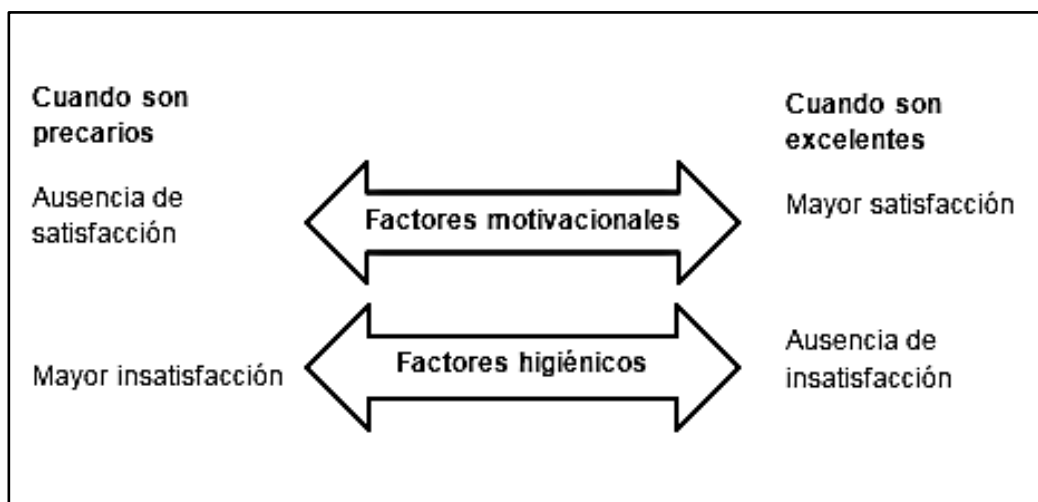 Cuando son
precarios
Cuando son
excelentes
Ausencia de
satisfacción
Factores motivacionales
Mayor satisfacción
Mayor insatisfacción
Factores higiénicos
Ausencia de
insatisfacción